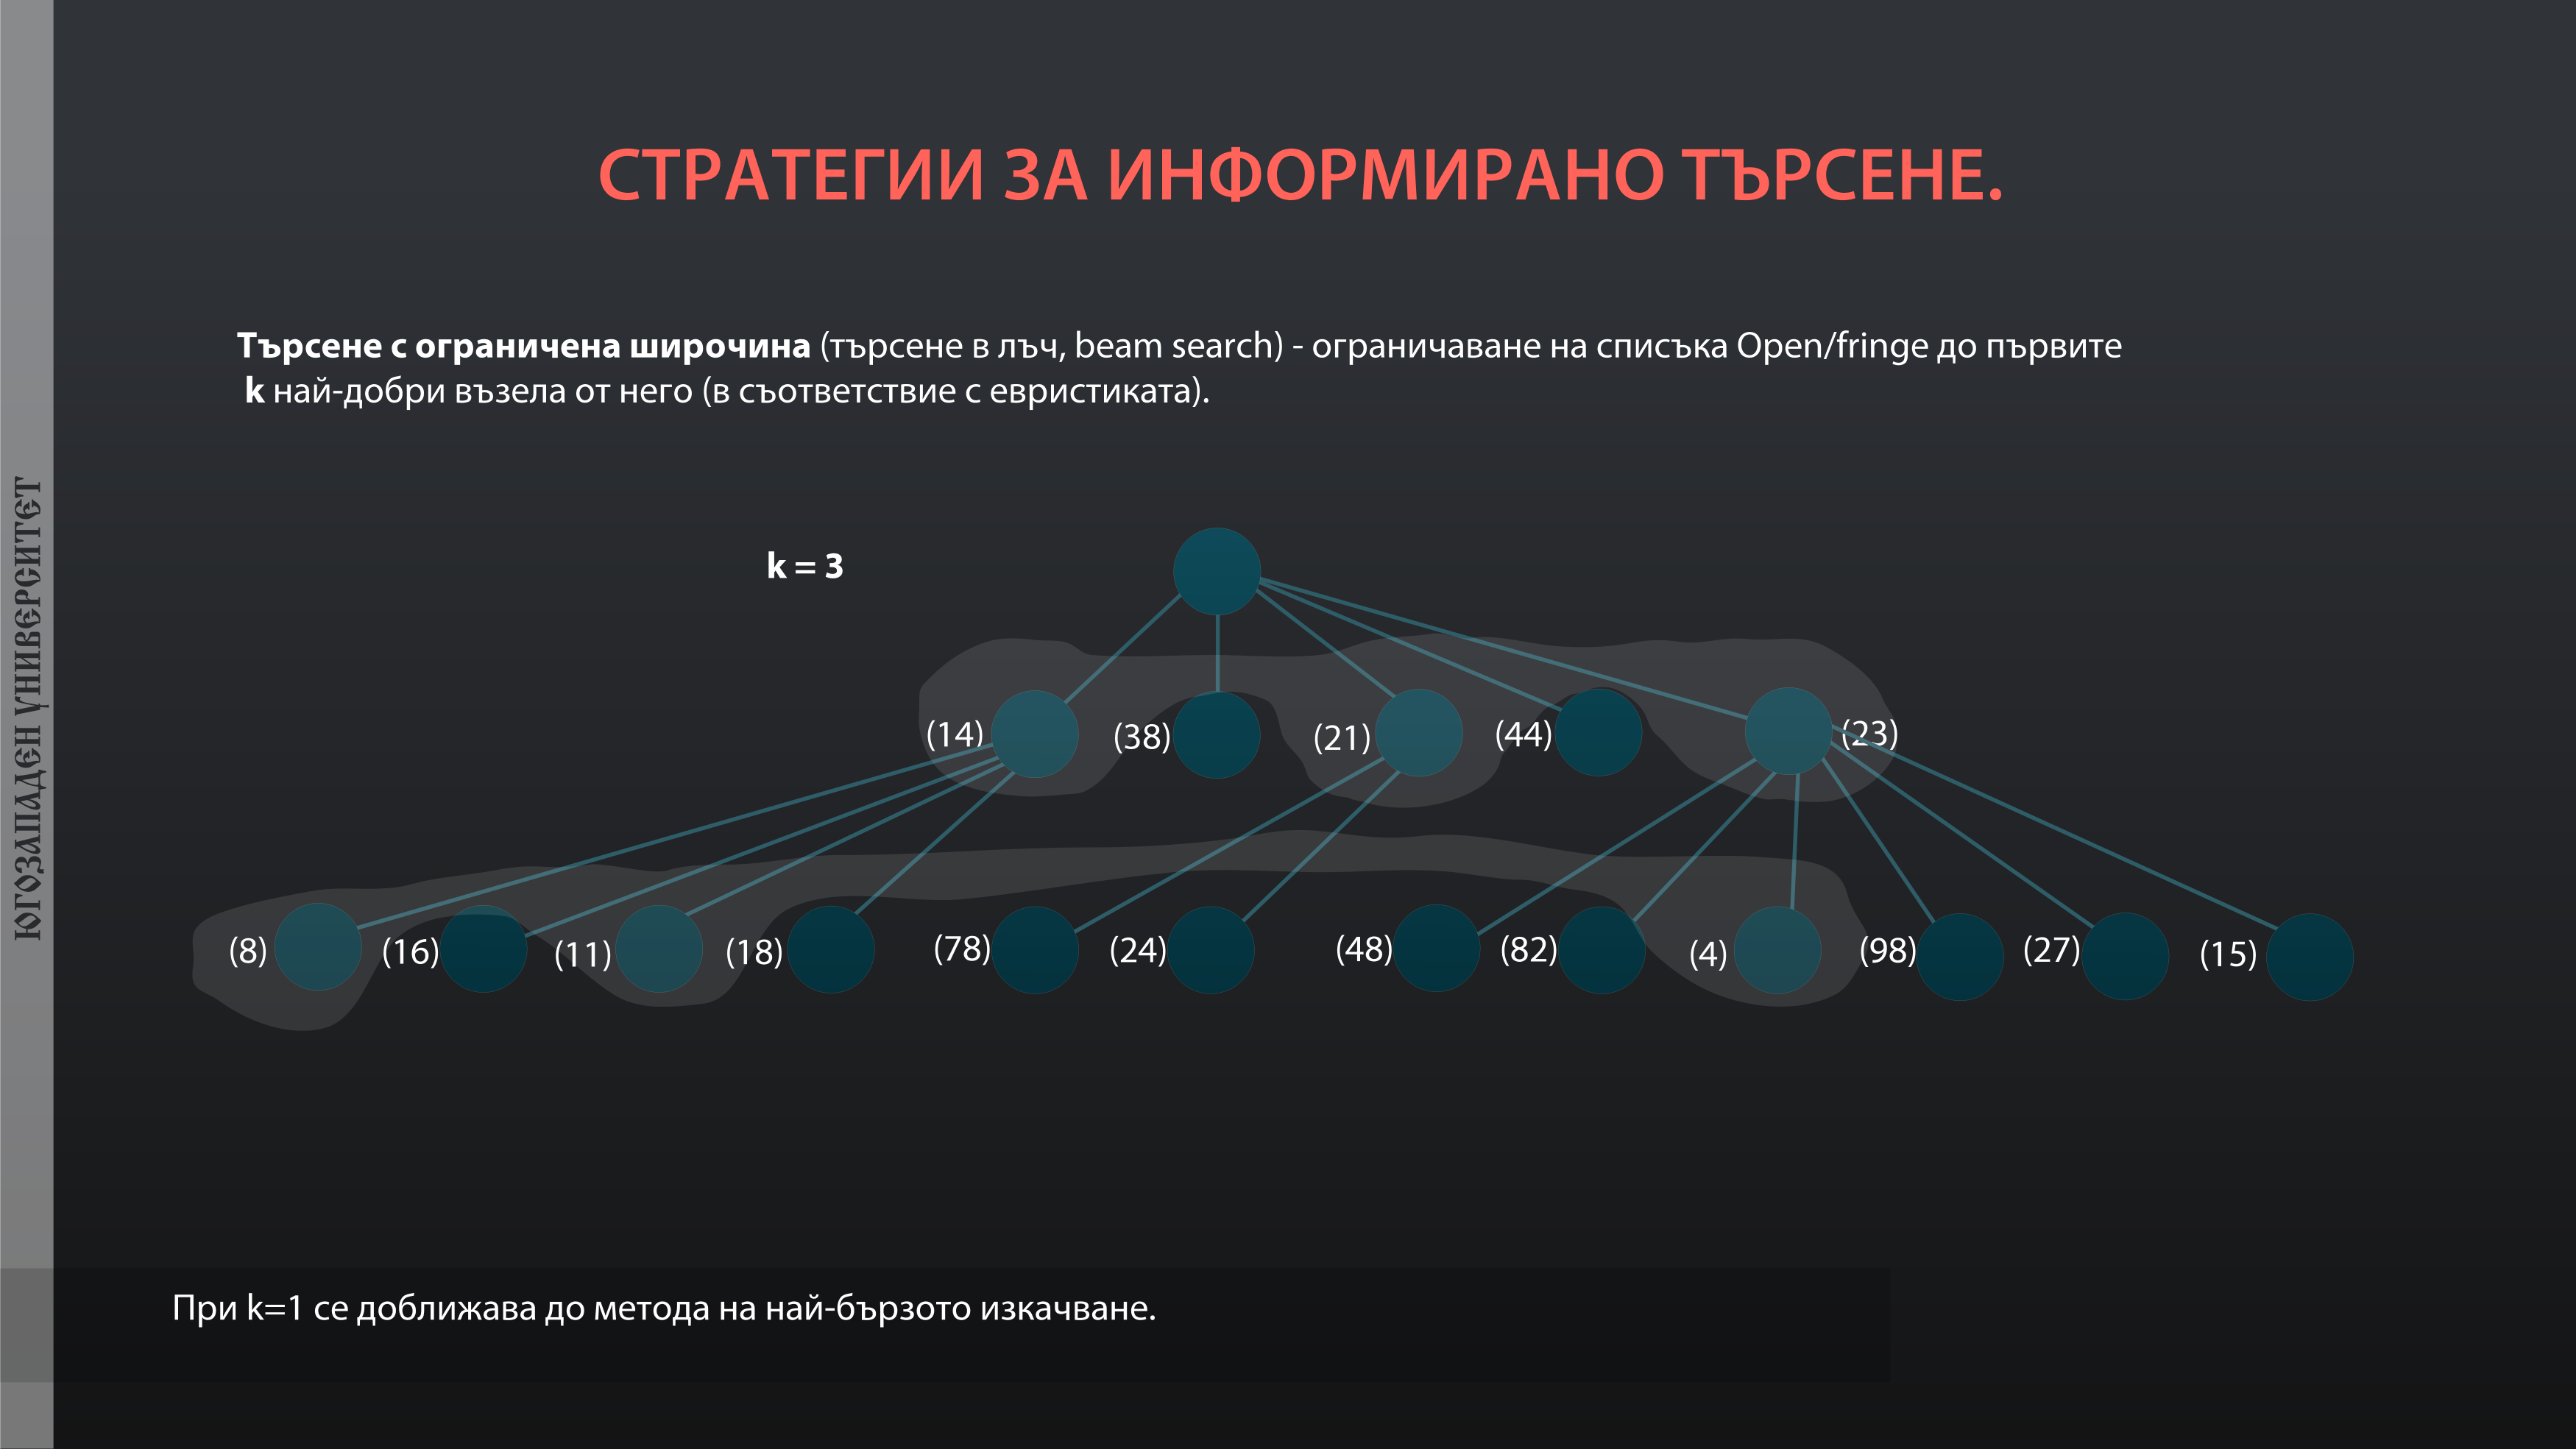 СТРАТЕГИИ ЗА ИНФОРМИРАНО ТЪРСЕНЕ.
Търсене с ограничена широчина (търсене в лъч, beam search) - ограничаване на списъка Open/fringe до първите
k най-добри възела от него (в съответствие с евристиката).
k = 3
(14) (38) (21) (44) (23)
(8) (16) (11) (18) (78) (24) (48) (82) (4) (98) (27) (15)
При k=1 се доближава до метода на най-бързото изкачване.
ЮГОЗАПАДЕН УНИВЕРСИТЕТ